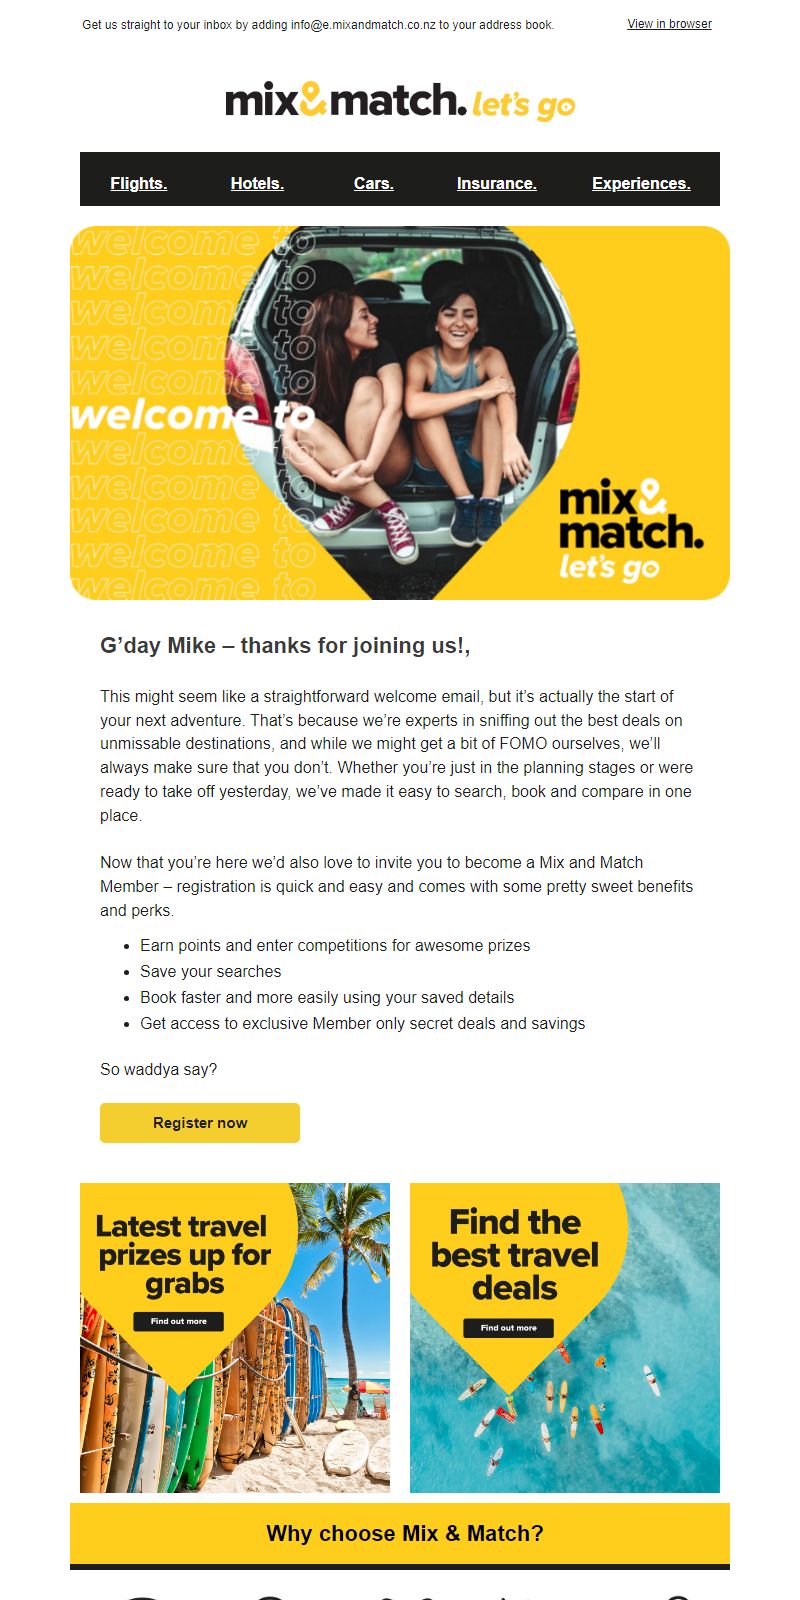 Get us straight to your inbox by adding info@e.mixandmatch.co.nz to your address book.
View in browser
mix&match. let's go
Flights. Hotels. Cars. Insurance. Experiences.
welcome to
welcome to
welcome to
welcome to
welcome to
welcome to
welcome to
welcome to
welcome to
welcome to
welcome to
mix&
match.
let's go
G’day Mike – thanks for joining us!,
This might seem like a straightforward welcome email, but it’s actually the start of
your next adventure. That’s because we’re experts in sniffing out the best deals on
unmissable destinations, and while we might get a bit of FOMO ourselves, we’ll
always make sure that you don’t. Whether you’re just in the planning stages or were
ready to take off yesterday, we’ve made it easy to search, book and compare in one
place.
Now that you’re here we’d also love to invite you to become a Mix and Match
Member – registration is quick and easy and comes with some pretty sweet benefits
and perks.
• Earn points and enter competitions for awesome prizes
• Save your searches
• Book faster and more easily using your saved details
• Get access to exclusive Member only secret deals and savings
So waddya say?
Register now
Latest travel
prizes up for
grabs
Find out more
Find the
best travel
deals
Find out more
Why choose Mix & Match?